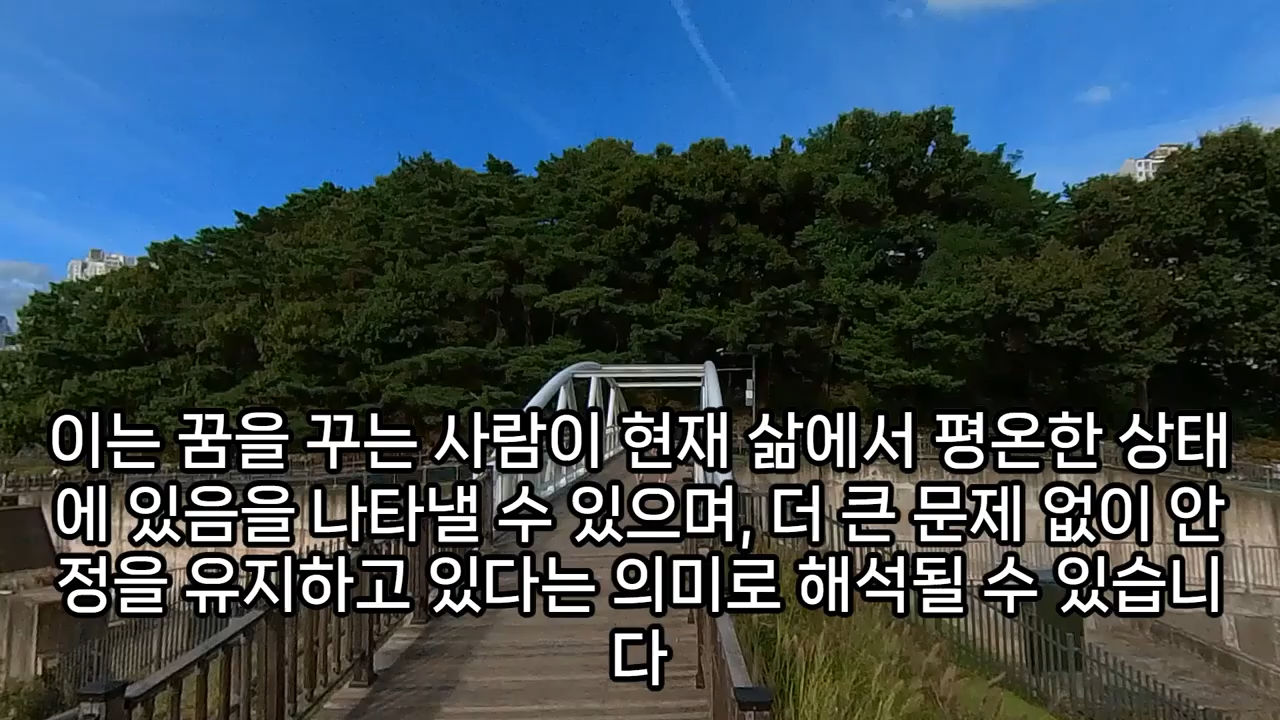 이는 꿈을 꾸는 사람이 현재 삶에서 평온한 상태
에 있음을 나타낼 수 있으며, 더 큰 문제 없이 안
정을 유지하고 있다는 의미로 해석될 수 있습니
다